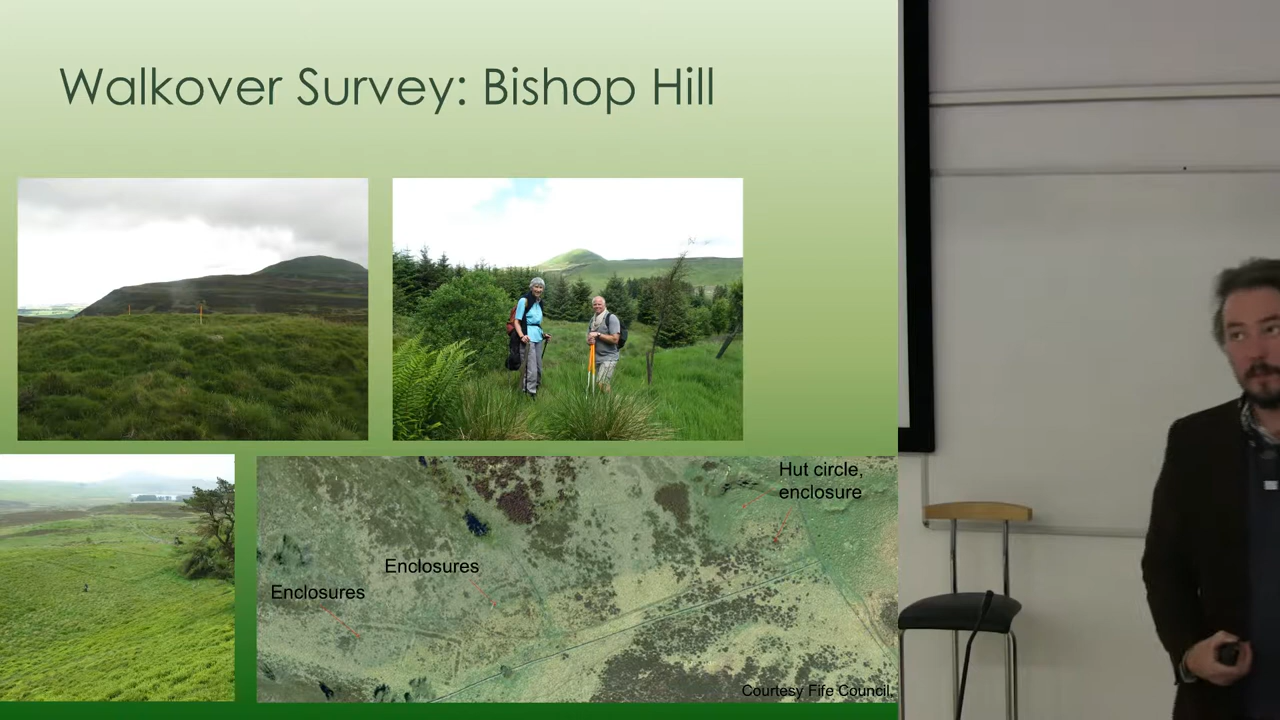 Walkover Survey: Bishop Hill
Hut circle,
enclosure
Enclosures
Enclosures
Courtesy Fife Council.